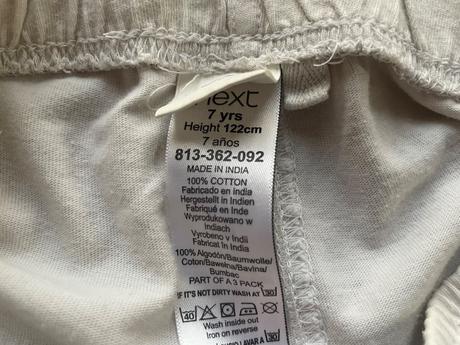 next
7 yrs
Height 122cm
7 años
813-362-092
MADE IN INDIA
100% COTTON
Fabricado en India
Hergestellt in Indien
Fabriqué en Inde
Wyprodukowano w
Indiach
Vyrobeno v Indii
Fabricat în India
100% Algodón/Baumwolle/
Coton/Bawełna/Bavlna/
Bumbac
PART OF A 3 PACK
IF IT'S NOT DIRTY WASH AT 30
40
Wash inside out
Iron on reverse
LAVAR A 30